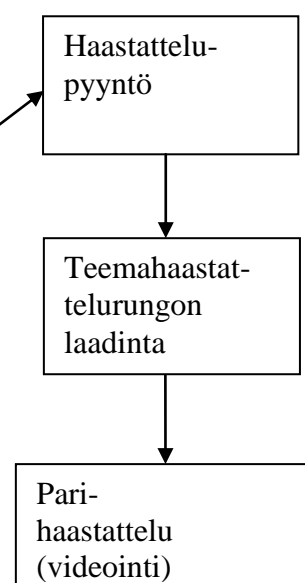 Haastattelu-
pyyntö
Teemahaastat-
telurungon
laadinta
Pari-
haastattelu
(videointi)